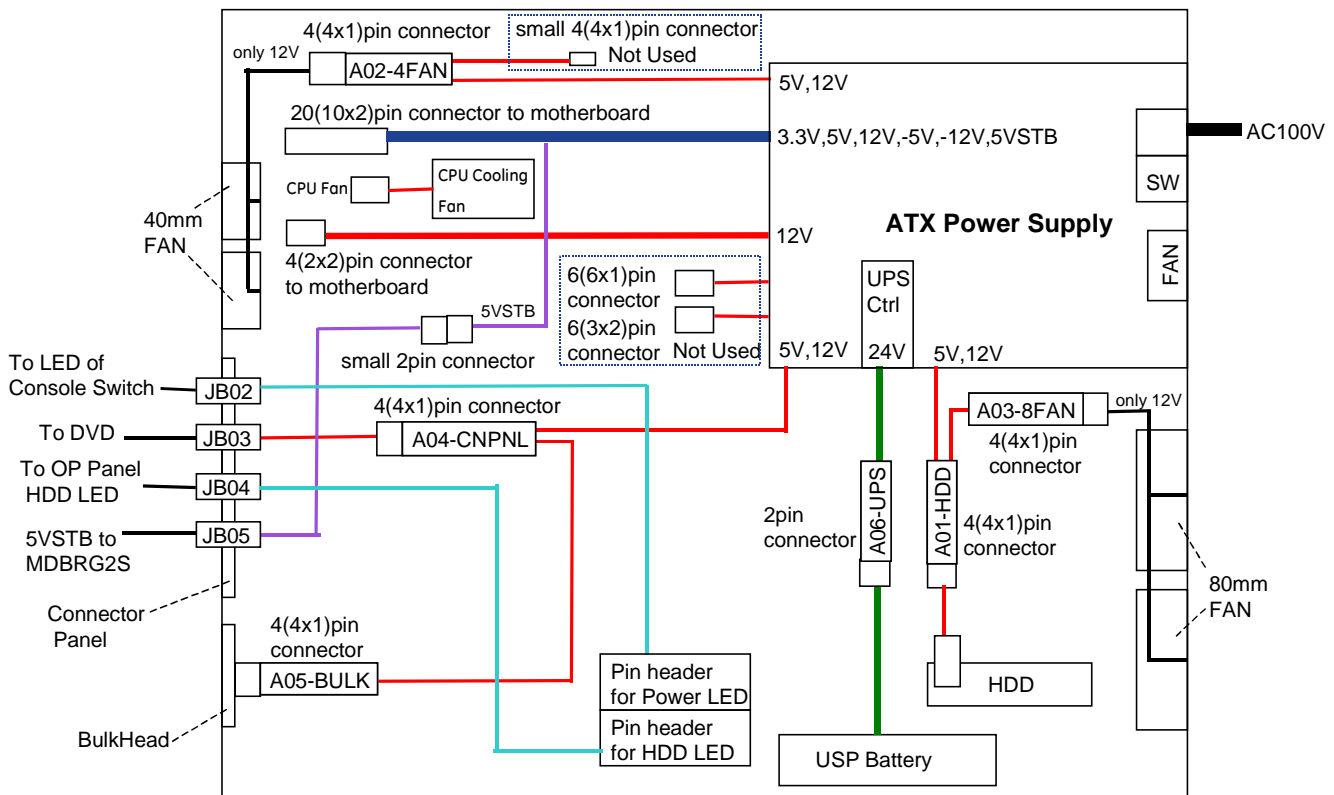 4(4x1)pin connector
small 4(4x1)pin connector
Not Used
only 12V
A02-4FAN
5V,12V
20(10x2)pin connector to motherboard
3.3V,5V,12V,-5V,-12V,5VSTB
AC100V
CPU Fan
CPU Cooling
Fan
SW
40mm
FAN
ATX Power Supply
12V
FAN
4(2x2)pin connector
to motherboard
6(6x1)pin
connector
6(3x2)pin
connector
Not Used
UPS
Ctrl
24V
5VSTB
small 2pin connector
5V,12V
5V,12V
To LED of
Console Switch
JB02
4(4x1)pin connector
A03-8FAN
only 12V
To DVD
JB03
A04-CNPNL
4(4x1)pin
connector
To OP Panel
HDD LED
JB04
2pin
connector
A06-UPS
A01-HDD
4(4x1)pin
connector
5VSTB to
MDBRG2S
JB05
80mm
FAN
Connector
Panel
4(4x1)pin
connector
A05-BULK
Pin header
for Power LED
HDD
BulkHead
Pin header
for HDD LED
USP Battery